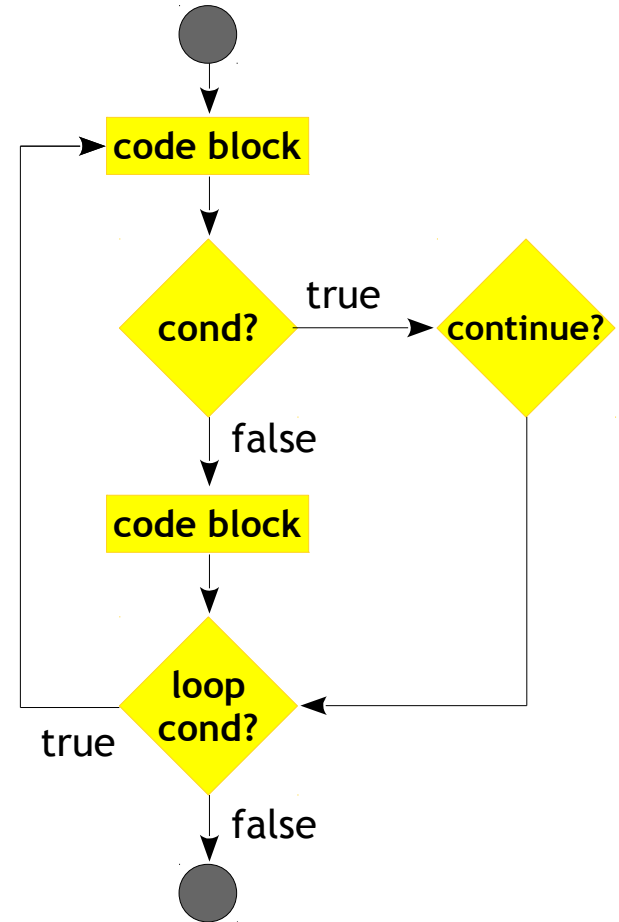 code block
cond?
true
continue?
false
code block
loop
cond?
true
false